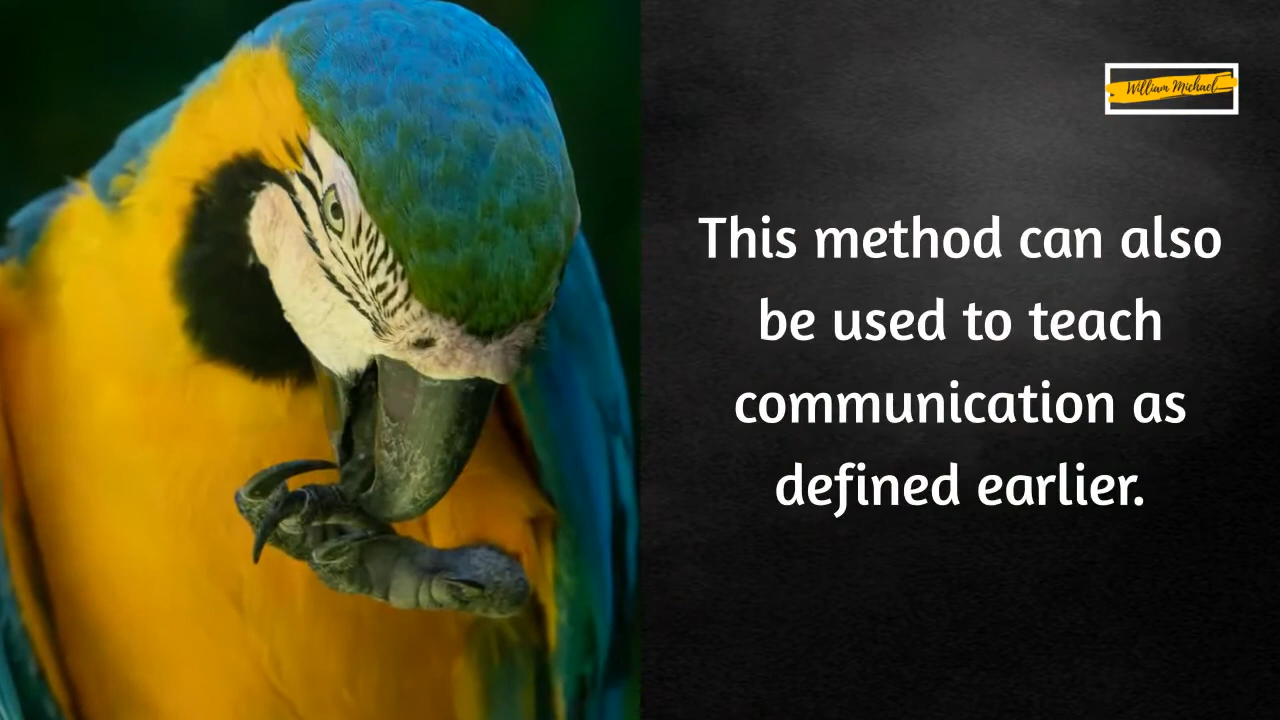 William Michael
This method can also
be used to teach
communication as
defined earlier.